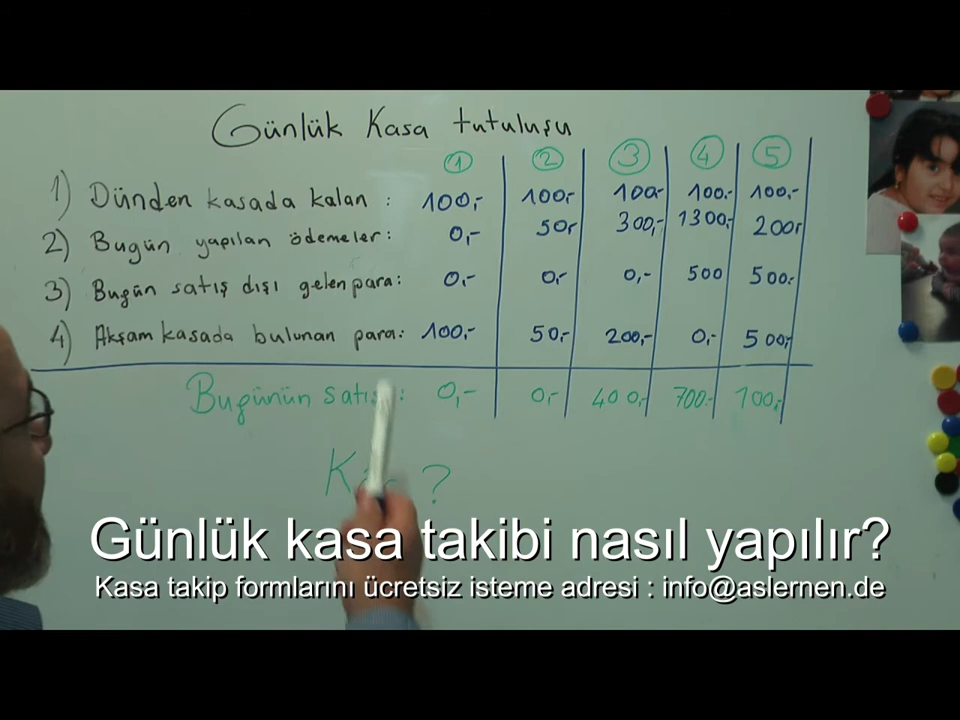 Günlük Kasa tutuluşu
① ② ③ ④ ⑤
1) Dünden kasada kalan : 100,- 100,- 100,- 100.- 100.-
2) Bugün yapılan ödemeler: 0,- 50,- 300,- 1300,- 200,-
3) Bugün satış dışı gelen para: 0,- 0,- 0,- 500 500.-
4) Akşam kasada bulunan para: 100,- 50,- 200,- 0,- 500,-
Bugünün : 0,- 0,- 400,- 700.- 100,-
?
Günlük kasa takibi nasıl yapılır?
Kasa takip formlarını ücretsiz isteme adresi : info@aslernen.de